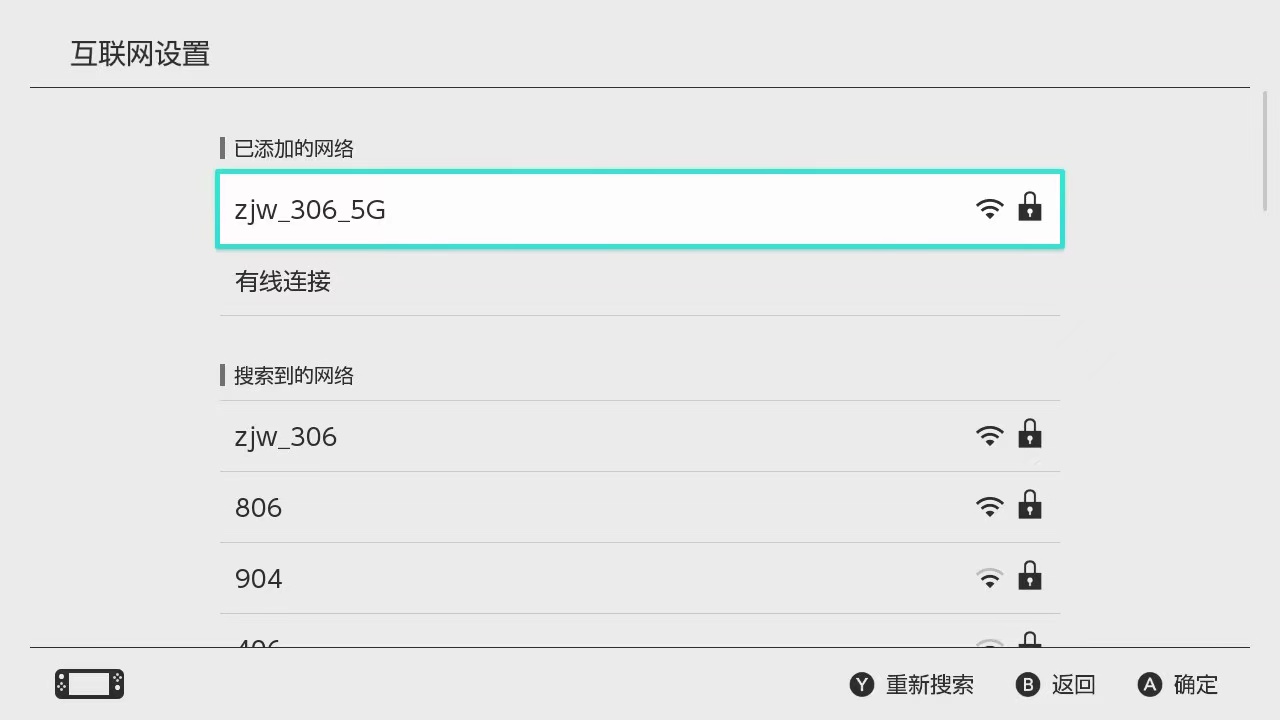 互联网设置
已添加的网络
zjw_306_5G
有线连接
搜索到的网络
zjw_306
806
904
Y 重新搜索 B 返回 A 确定